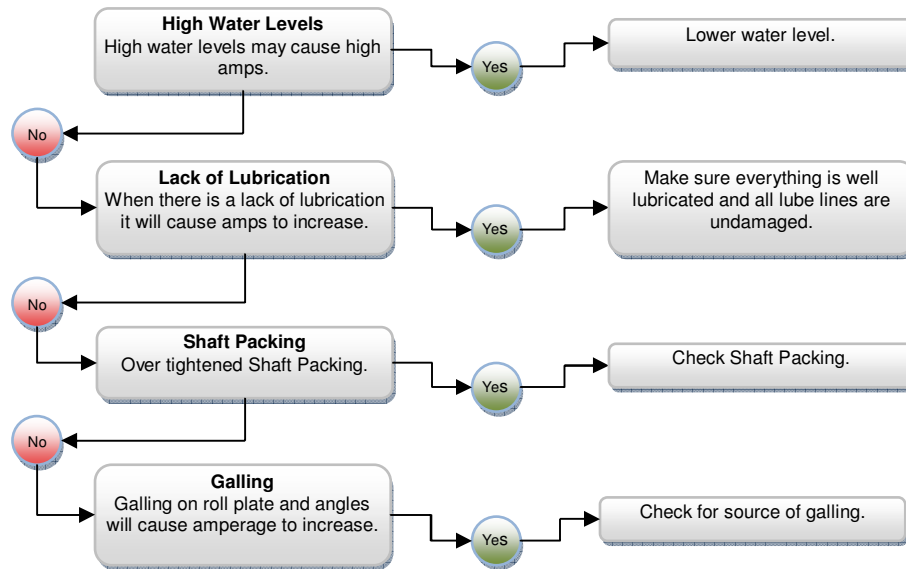 High Water Levels
High water levels may cause high
amps.
Yes
Lower water level.
No
Lack of Lubrication
When there is a lack of lubrication
it will cause amps to increase.
Yes
Make sure everything is well
lubricated and all lube lines are
undamaged.
No
Shaft Packing
Over tightened Shaft Packing.
Yes
Check Shaft Packing.
No
Galling
Galling on roll plate and angles
will cause amperage to increase.
Yes
Check for source of galling.